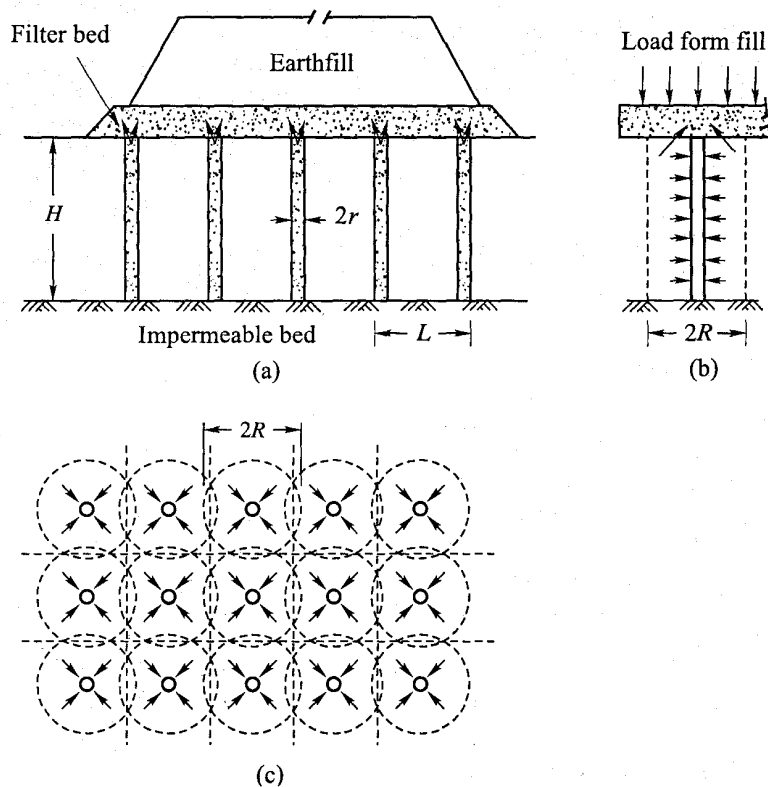 Filter bed
Earthfill
Load form fill
H
2r
Impermeable bed
L
2R
(a)
(b)
2R
(c)